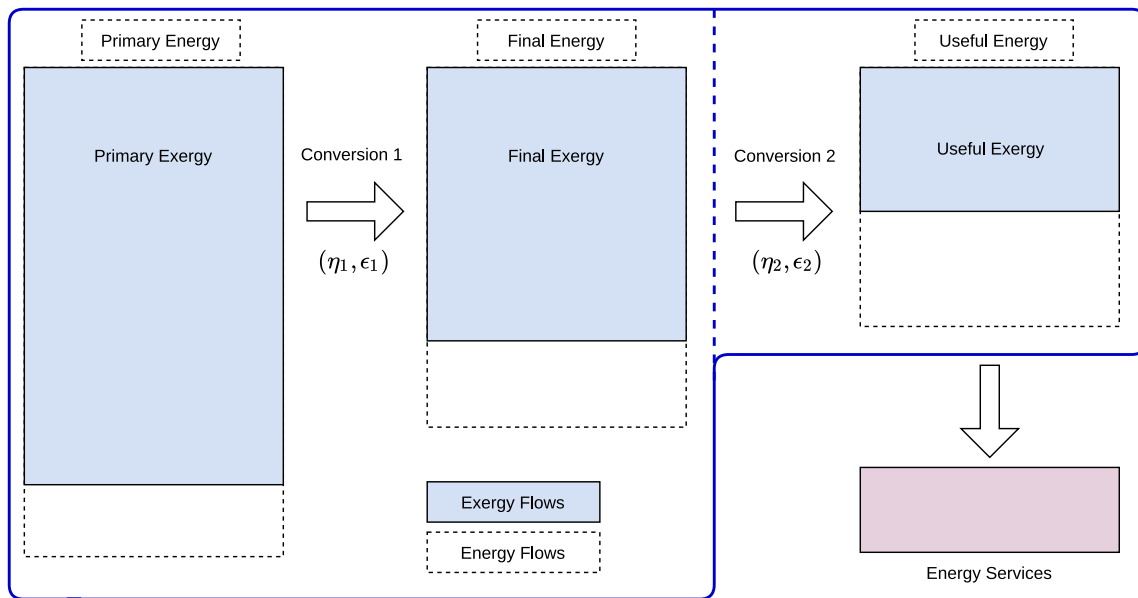 Primary Energy
Final Energy
Useful Energy
Primary Exergy
Conversion 1
Final Exergy
Conversion 2
Useful Exergy
(η₁, ϵ₁)
(η₂, ϵ₂)
Exergy Flows
Energy Flows
Energy Services